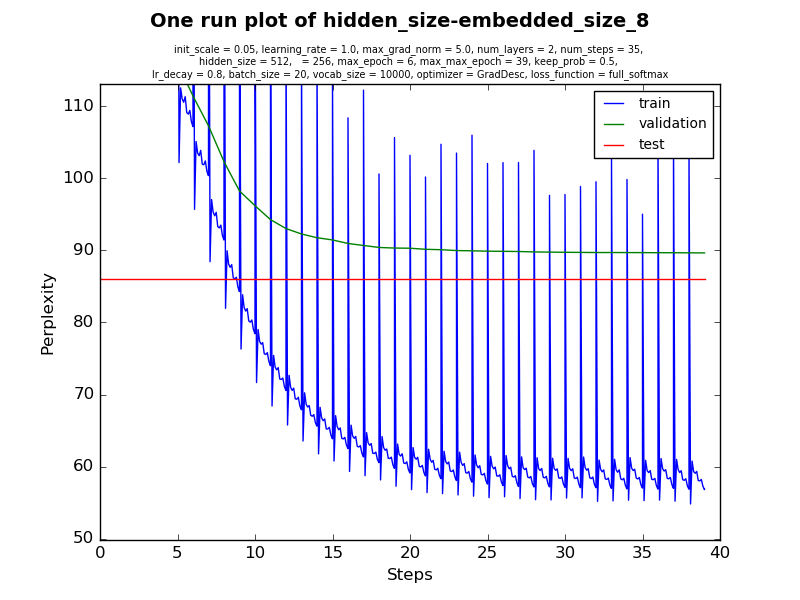 One run plot of hidden_size-embedded_size_8
init_scale = 0.05, learning_rate = 1.0, max_grad_norm = 5.0, num_layers = 2, num_steps = 35,
hidden_size = 512,   = 256, max_epoch = 6, max_max_epoch = 39, keep_prob = 0.5,
lr_decay = 0.8, batch_size = 20, vocab_size = 10000, optimizer = GradDesc, loss_function = full_softmax
train
validation
test
110
100
90
80
70
60
50
Perplexity
0 5 10 15 20 25 30 35 40
Steps